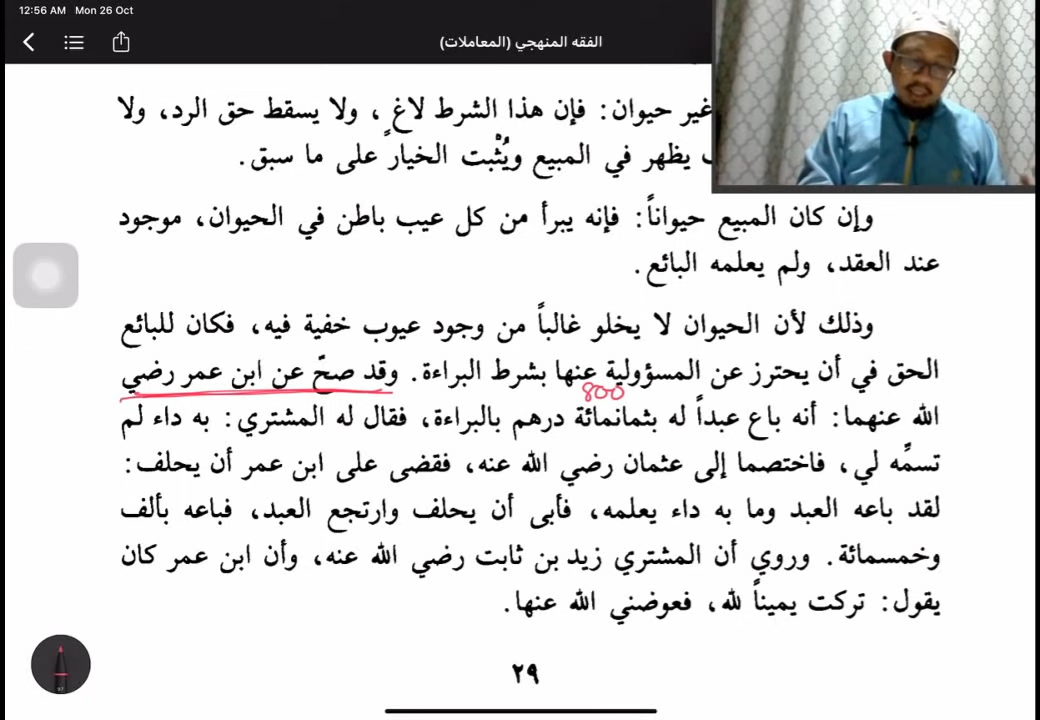 12:56 AM Mon 26 Oct
الفقه المنهجي (المعاملات)
غير حيوان: فإن هذا الشرط لاغٍ، ولا يسقط حق الرد، ولا
يظهر في المبيع ويُثْبت الخيار على ما سبق.
وإن كان المبيع حيواناً: فإنه يبرأ من كل عيب باطن في الحيوان، موجود
عند العقد، ولم يعلمه البائع.
وذلك لأن الحيوان لا يخلو غالباً من وجود عيوب خفية فيه، فكان للبائع
الحق في أن يحترز عن المسؤولية عنها بشرط البراءة. وقد صحّ عن ابن عمر رضي
800
الله عنهما: أنه باع عبداً له بثمانمائة درهم بالبراءة، فقال له المشتري: به داء لم
تسمِّه لي، فاختصما إلى عثمان رضي الله عنه، فقضى على ابن عمر أن يحلف:
لقد باعه العبد وما به داء يعلمه، فأبى أن يحلف وارتجع العبد، فباعه بألف
وخمسمائة. وروي أن المشتري زيد بن ثابت رضي الله عنه، وأن ابن عمر كان
يقول: تركت يميناً لله، فعوضني الله عنها.
٢٩
97